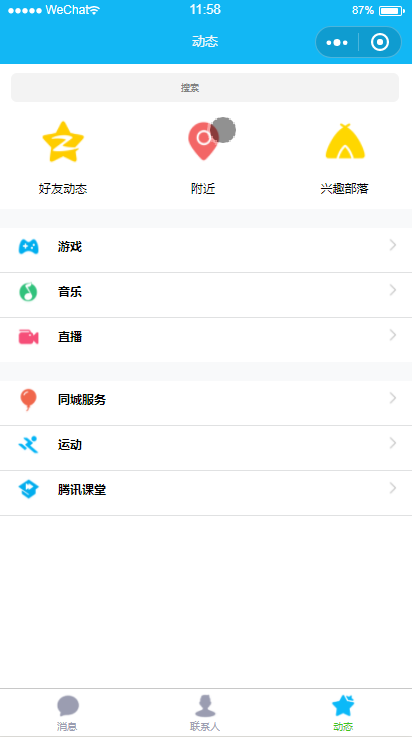 WeChat 11:58 87%
动态
搜索
好友动态 附近 兴趣部落
游戏
音乐
直播
同城服务
运动
腾讯课堂
消息 联系人 动态